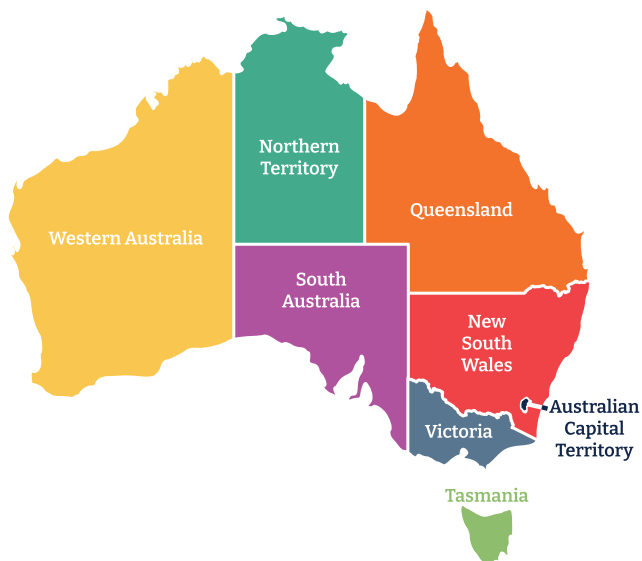 Northern
Territory
Queensland
Western Australia
South
Australia
New
South
Wales
Australian
Capital
Territory
Victoria
Tasmania